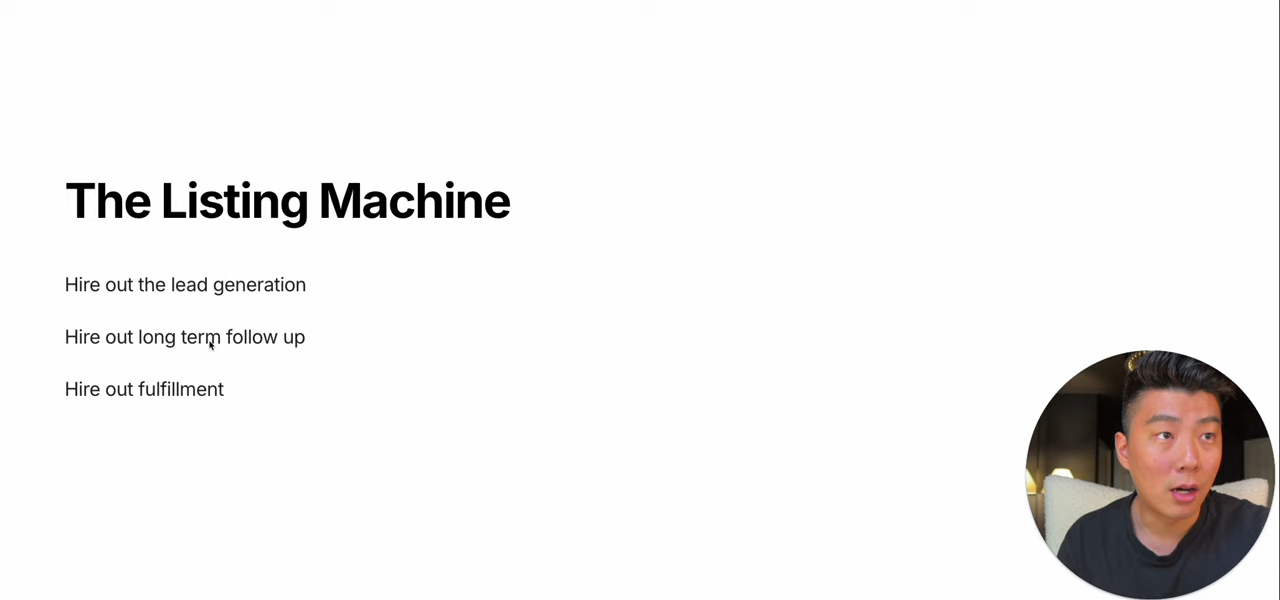 The Listing Machine
Hire out the lead generation
Hire out long term follow up
Hire out fulfillment